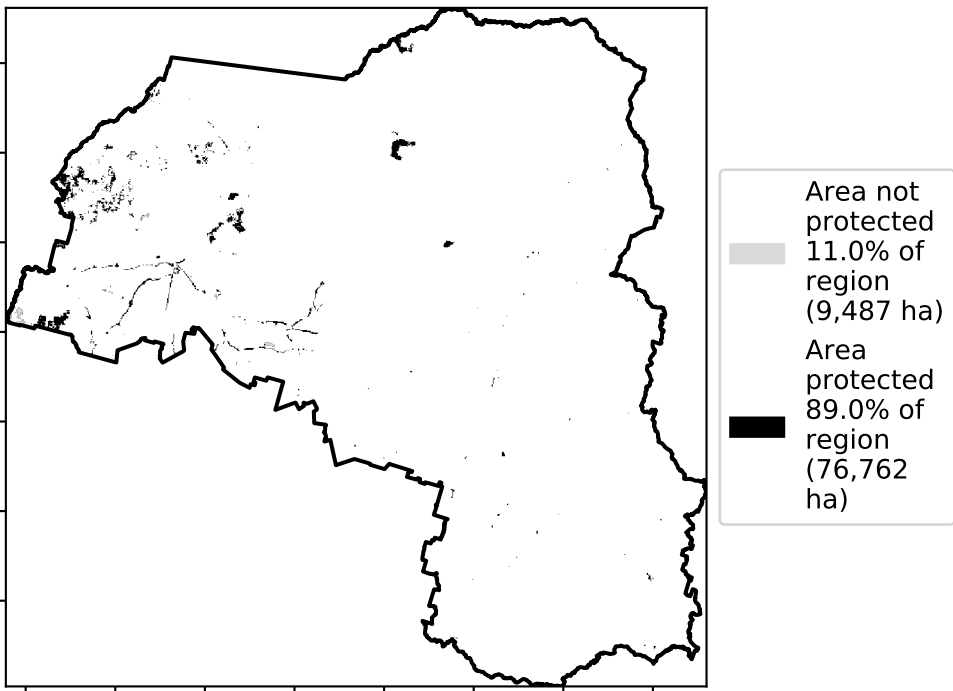 Area not
protected
11.0% of
region
(9,487 ha)
Area
protected
89.0% of
region
(76,762
ha)